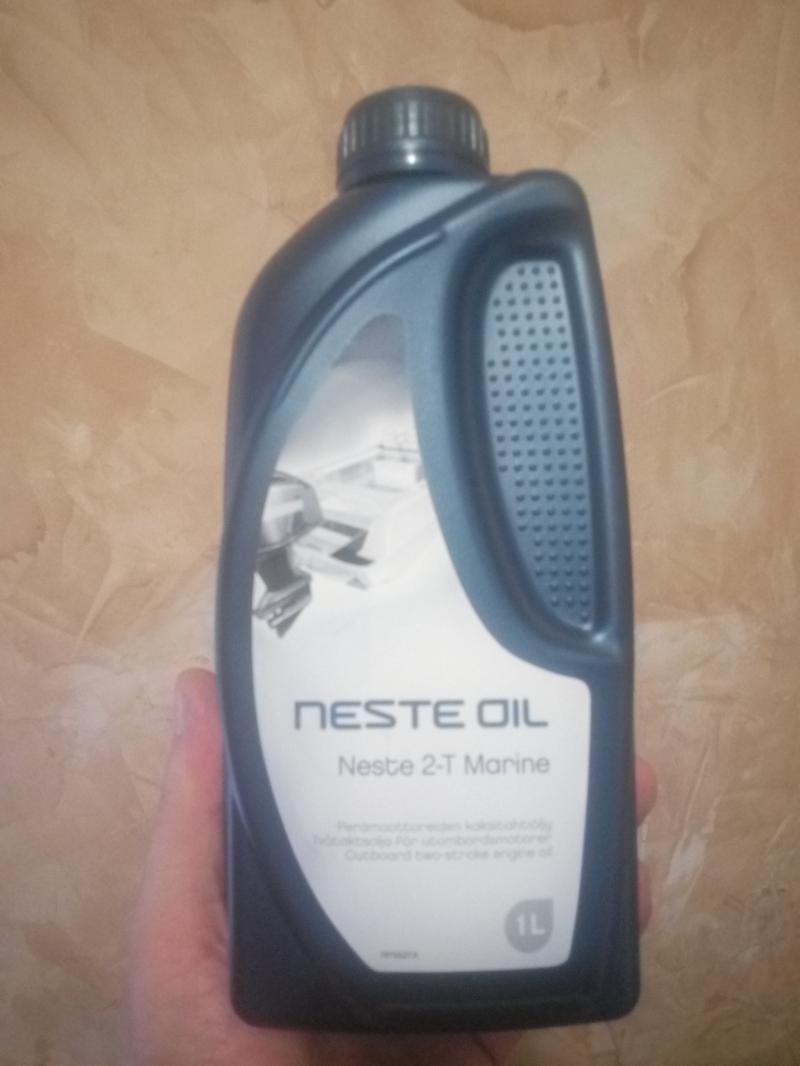 NESTE OIL
Neste 2-T Marine
Perämoottoreiden kaksitahtiöljy
Tvåtaktsolja för utombordsmotorer
Outboard two-stroke engine oil
1L